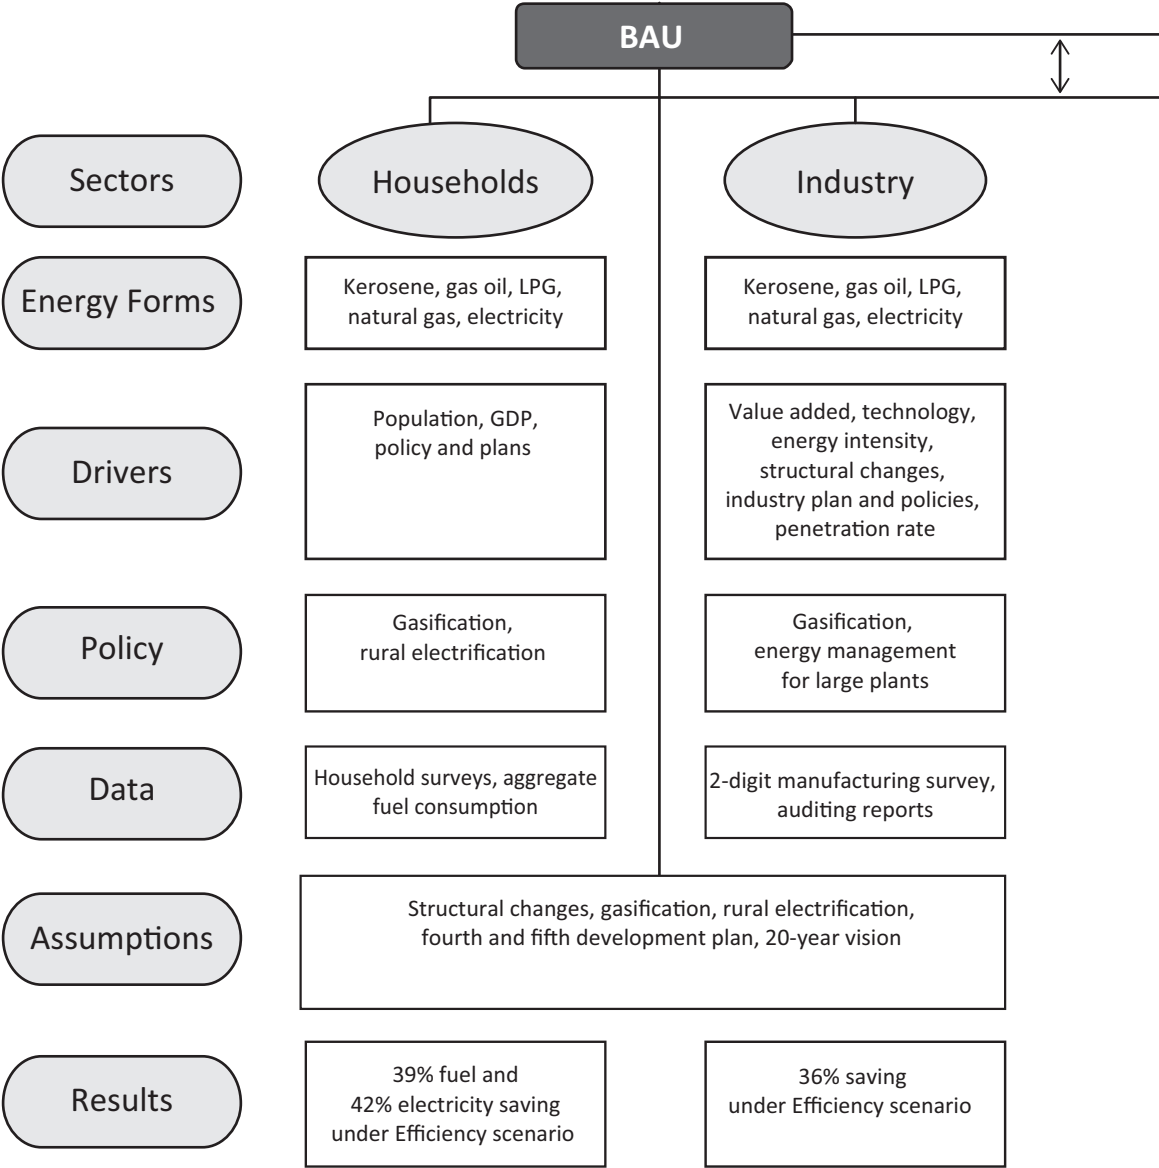 BAU
Sectors
Households
Industry
Energy Forms
Kerosene, gas oil, LPG,
natural gas, electricity
Kerosene, gas oil, LPG,
natural gas, electricity
Drivers
Population, GDP,
policy and plans
Value added, technology,
energy intensity,
structural changes,
industry plan and policies,
penetration rate
Policy
Gasification,
rural electrification
Gasification,
energy management
for large plants
Data
Household surveys, aggregate
fuel consumption
2-digit manufacturing survey,
auditing reports
Assumptions
Structural changes, gasification, rural electrification,
fourth and fifth development plan, 20-year vision
Results
39% fuel and
42% electricity saving
under Efficiency scenario
36% saving
under Efficiency scenario